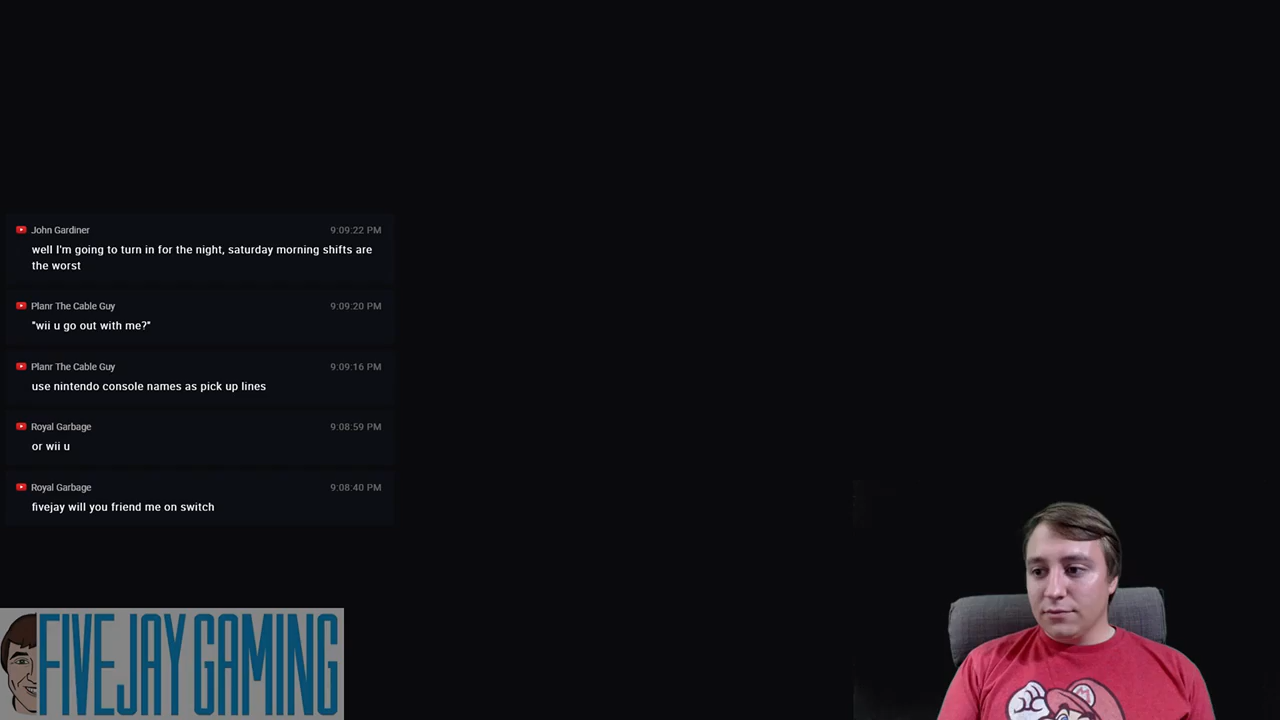 John Gardiner 9:09:22 PM
well I'm going to turn in for the night, saturday morning shifts are
the worst
Planr The Cable Guy 9:09:20 PM
"wii u go out with me?"
Planr The Cable Guy 9:09:16 PM
use nintendo console names as pick up lines
Royal Garbage 9:08:59 PM
or wii u
Royal Garbage 9:08:40 PM
fivejay will you friend me on switch
FIVEJAY GAMING